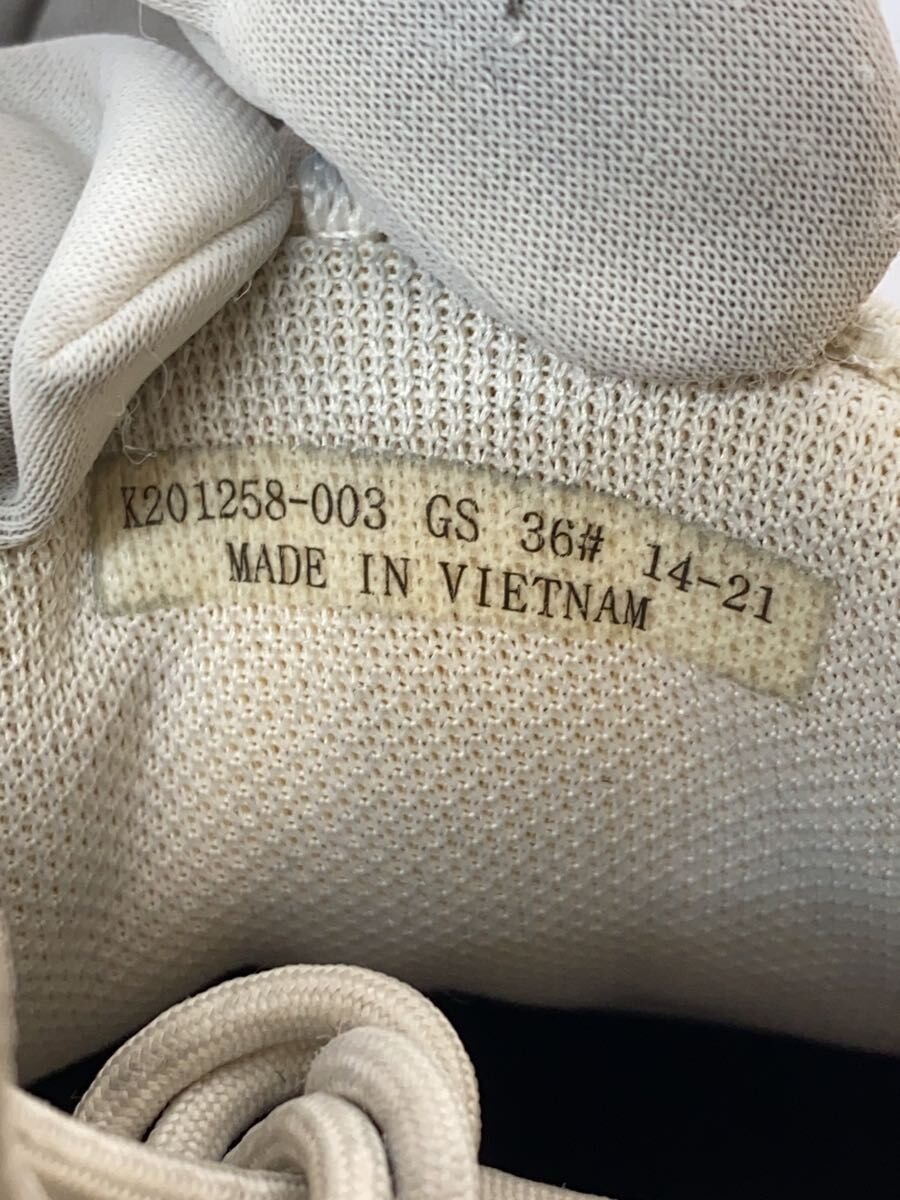 K201258-003 GS 36# 14-21
MADE IN VIETNAM